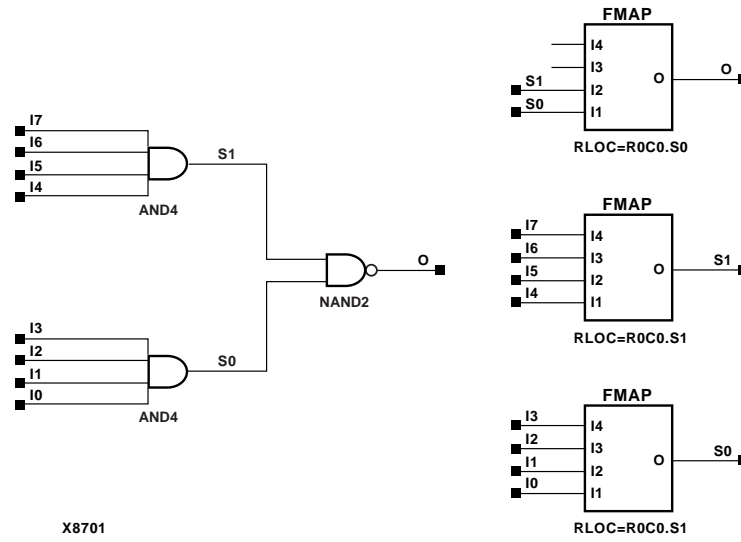 I7
I6
I5
I4
S1
AND4
I3
I2
I1
I0
S0
AND4
O
NAND2
X8701
FMAP
I4
I3
S1 I2
S0 I1
O O
RLOC=R0C0.S0
FMAP
I7 I4
I6 I3
I5 I2
I4 I1
O S1
RLOC=R0C0.S1
FMAP
I3 I4
I2 I3
I1 I2
I0 I1
O S0
RLOC=R0C0.S1